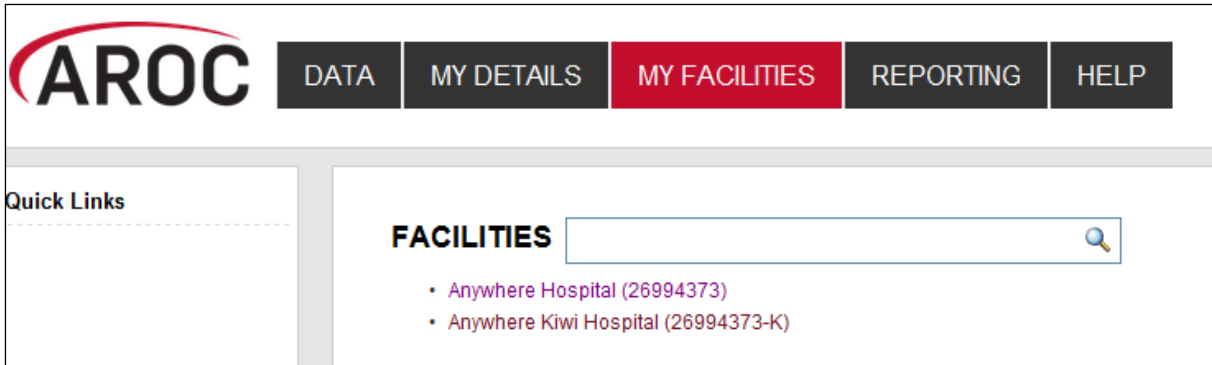 AROC DATA MY DETAILS MY FACILITIES REPORTING HELP
Quick Links
FACILITIES
• Anywhere Hospital (26994373)
• Anywhere Kiwi Hospital (26994373-K)